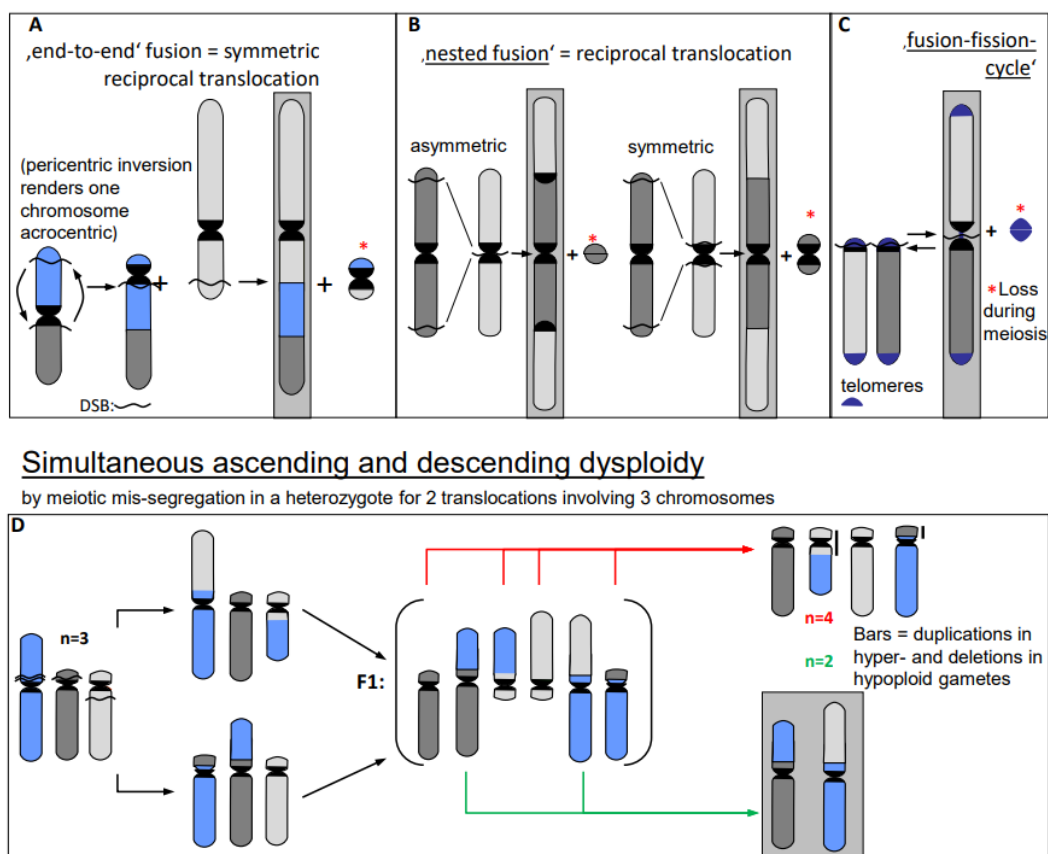 A
‚end-to-end‘ fusion = symmetric
reciprocal translocation
(pericentric inversion
renders one
chromosome
acrocentric)
+
+
*
DSB:
B
‚nested fusion‘ = reciprocal translocation
asymmetric
symmetric
+
*
+
*
C
‚fusion-fission-
cycle‘
+
*
*Loss
during
meiosis
telomeres
Simultaneous ascending and descending dysploidy
by meiotic mis-segregation in a heterozygote for 2 translocations involving 3 chromosomes
D
n=3
F1:
n=4
n=2
Bars = duplications in
hyper- and deletions in
hypoploid gametes